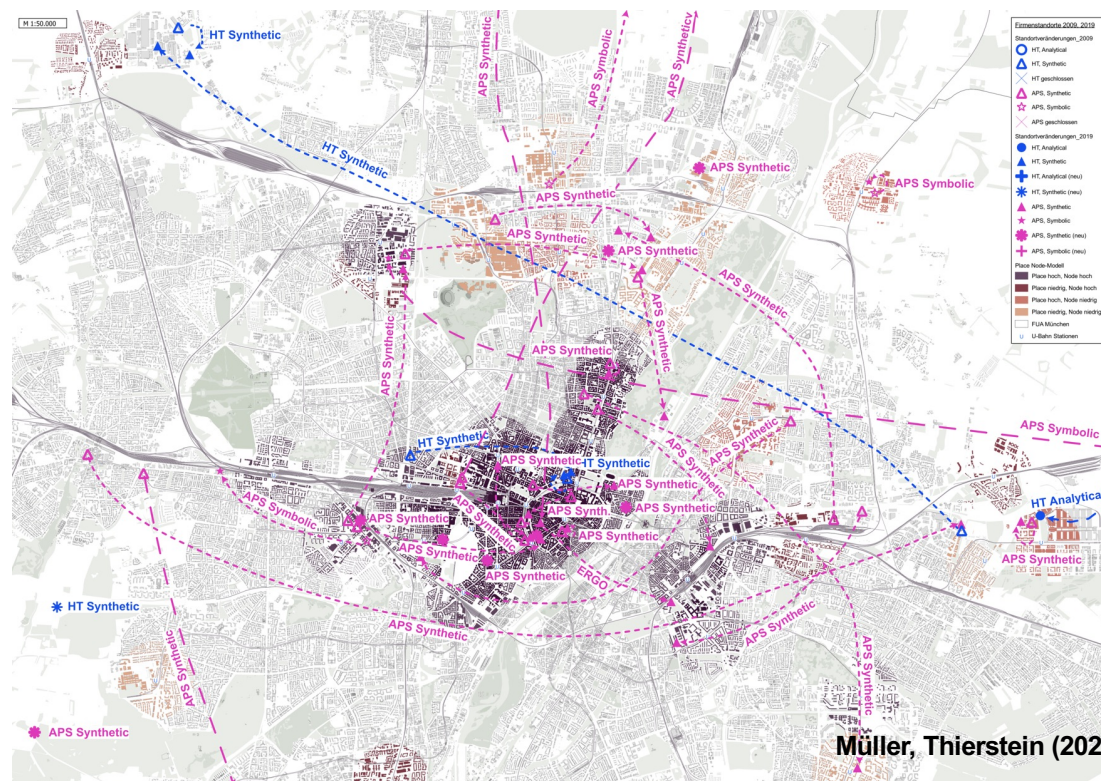 M 1:50.000
HT Synthetic
HT Synthetic
APS Synthetic
APS Symbolic
APS Syntheticv
APS Synthetic
APS Symbolic
APS Synthetic
APS Synthetic
APS Synthetic
APS Synthetic
APS Synthetic
APS Synthetic
APS Synthetic
APS Symbolic
HT Synthetic
HT Synthetic
APS Synthetic
APS Synthetic
APS Synthetic
APS Synthetic
HT Analytica
APS Symbolic
APS Synthetic
APS Synthetic
APS Synth.
APS Synthetic
APS Synthetic
APS Synthetic
APS Synthetic
APS Synthetic
ERGO
HT Synthetic
APS Synthetic
APS Synthetic
APS Synthetic
APS Synthetic
APS Synthetic
Müller, Thierstein (202
Firmenstandorte 2009, 2019
Standortveränderungen_2009
HT, Analytical
HT, Synthetic
HT geschlossen
APS, Synthetic
APS, Symbolic
APS geschlossen
Standortveränderungen_2019
HT, Analytical
HT, Synthetic
HT, Analytical (neu)
HT, Synthetic (neu)
APS, Synthetic
APS, Symbolic
APS, Synthetic (neu)
APS, Symbolic (neu)
Place Node-Modell
Place hoch, Node hoch
Place niedrig, Node hoch
Place hoch, Node niedrig
Place niedrig, Node niedrig
FUA München
U U-Bahn Stationen